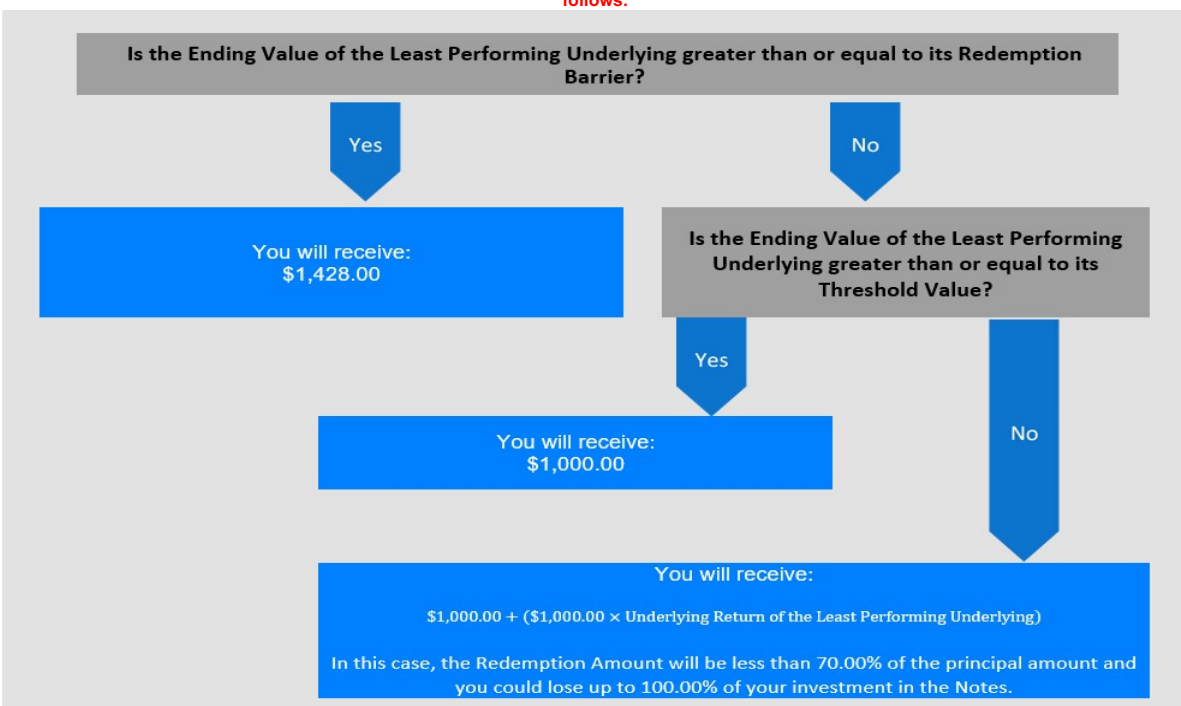 follows:
Is the Ending Value of the Least Performing Underlying greater than or equal to its Redemption
Barrier?
Yes
No
You will receive:
$1,428.00
Is the Ending Value of the Least Performing
Underlying greater than or equal to its
Threshold Value?
Yes
No
You will receive:
$1,000.00
You will receive:
$1,000.00 + ($1,000.00 × Underlying Return of the Least Performing Underlying)
In this case, the Redemption Amount will be less than 70.00% of the principal amount and
you could lose up to 100.00% of your investment in the Notes.